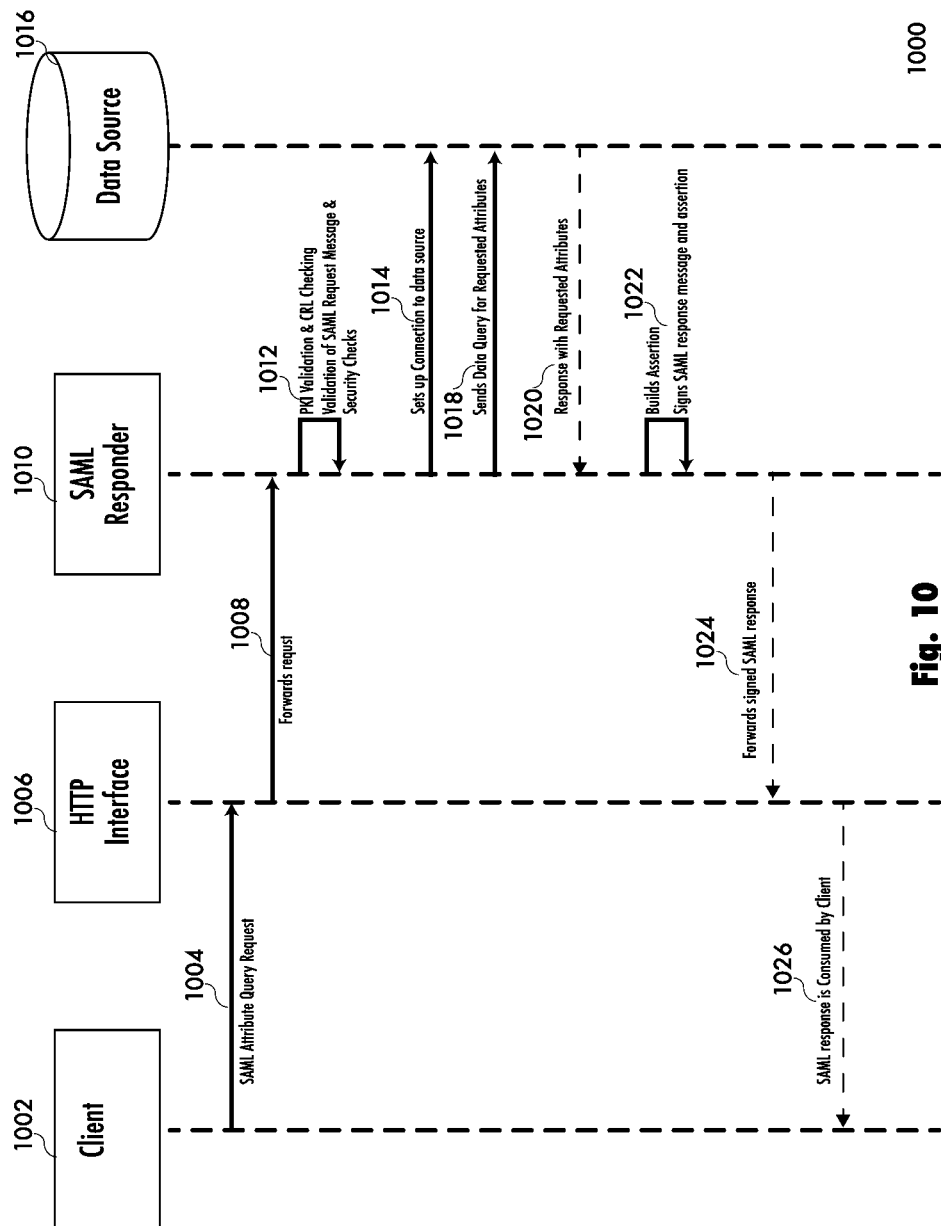 1002
Client
1006
HTTP
Interface
1010
SAML
Responder
1016
Data Source
1004
SAML Attribute Query Request
1008
Forwards requst
1012
PKI Validation & CRL Checking
Validation of SAML Request Message &
Security Checks
1014
Sets up Connection to data source
1018
Sends Data Query for Requested Attributes
1020
Response with Requested Attributes
1022
Builds Assertion
Signs SAML response message and assertion
1024
Forwards signed SAML response
1026
SAML response is Consumed by Client
Fig. 10
1000